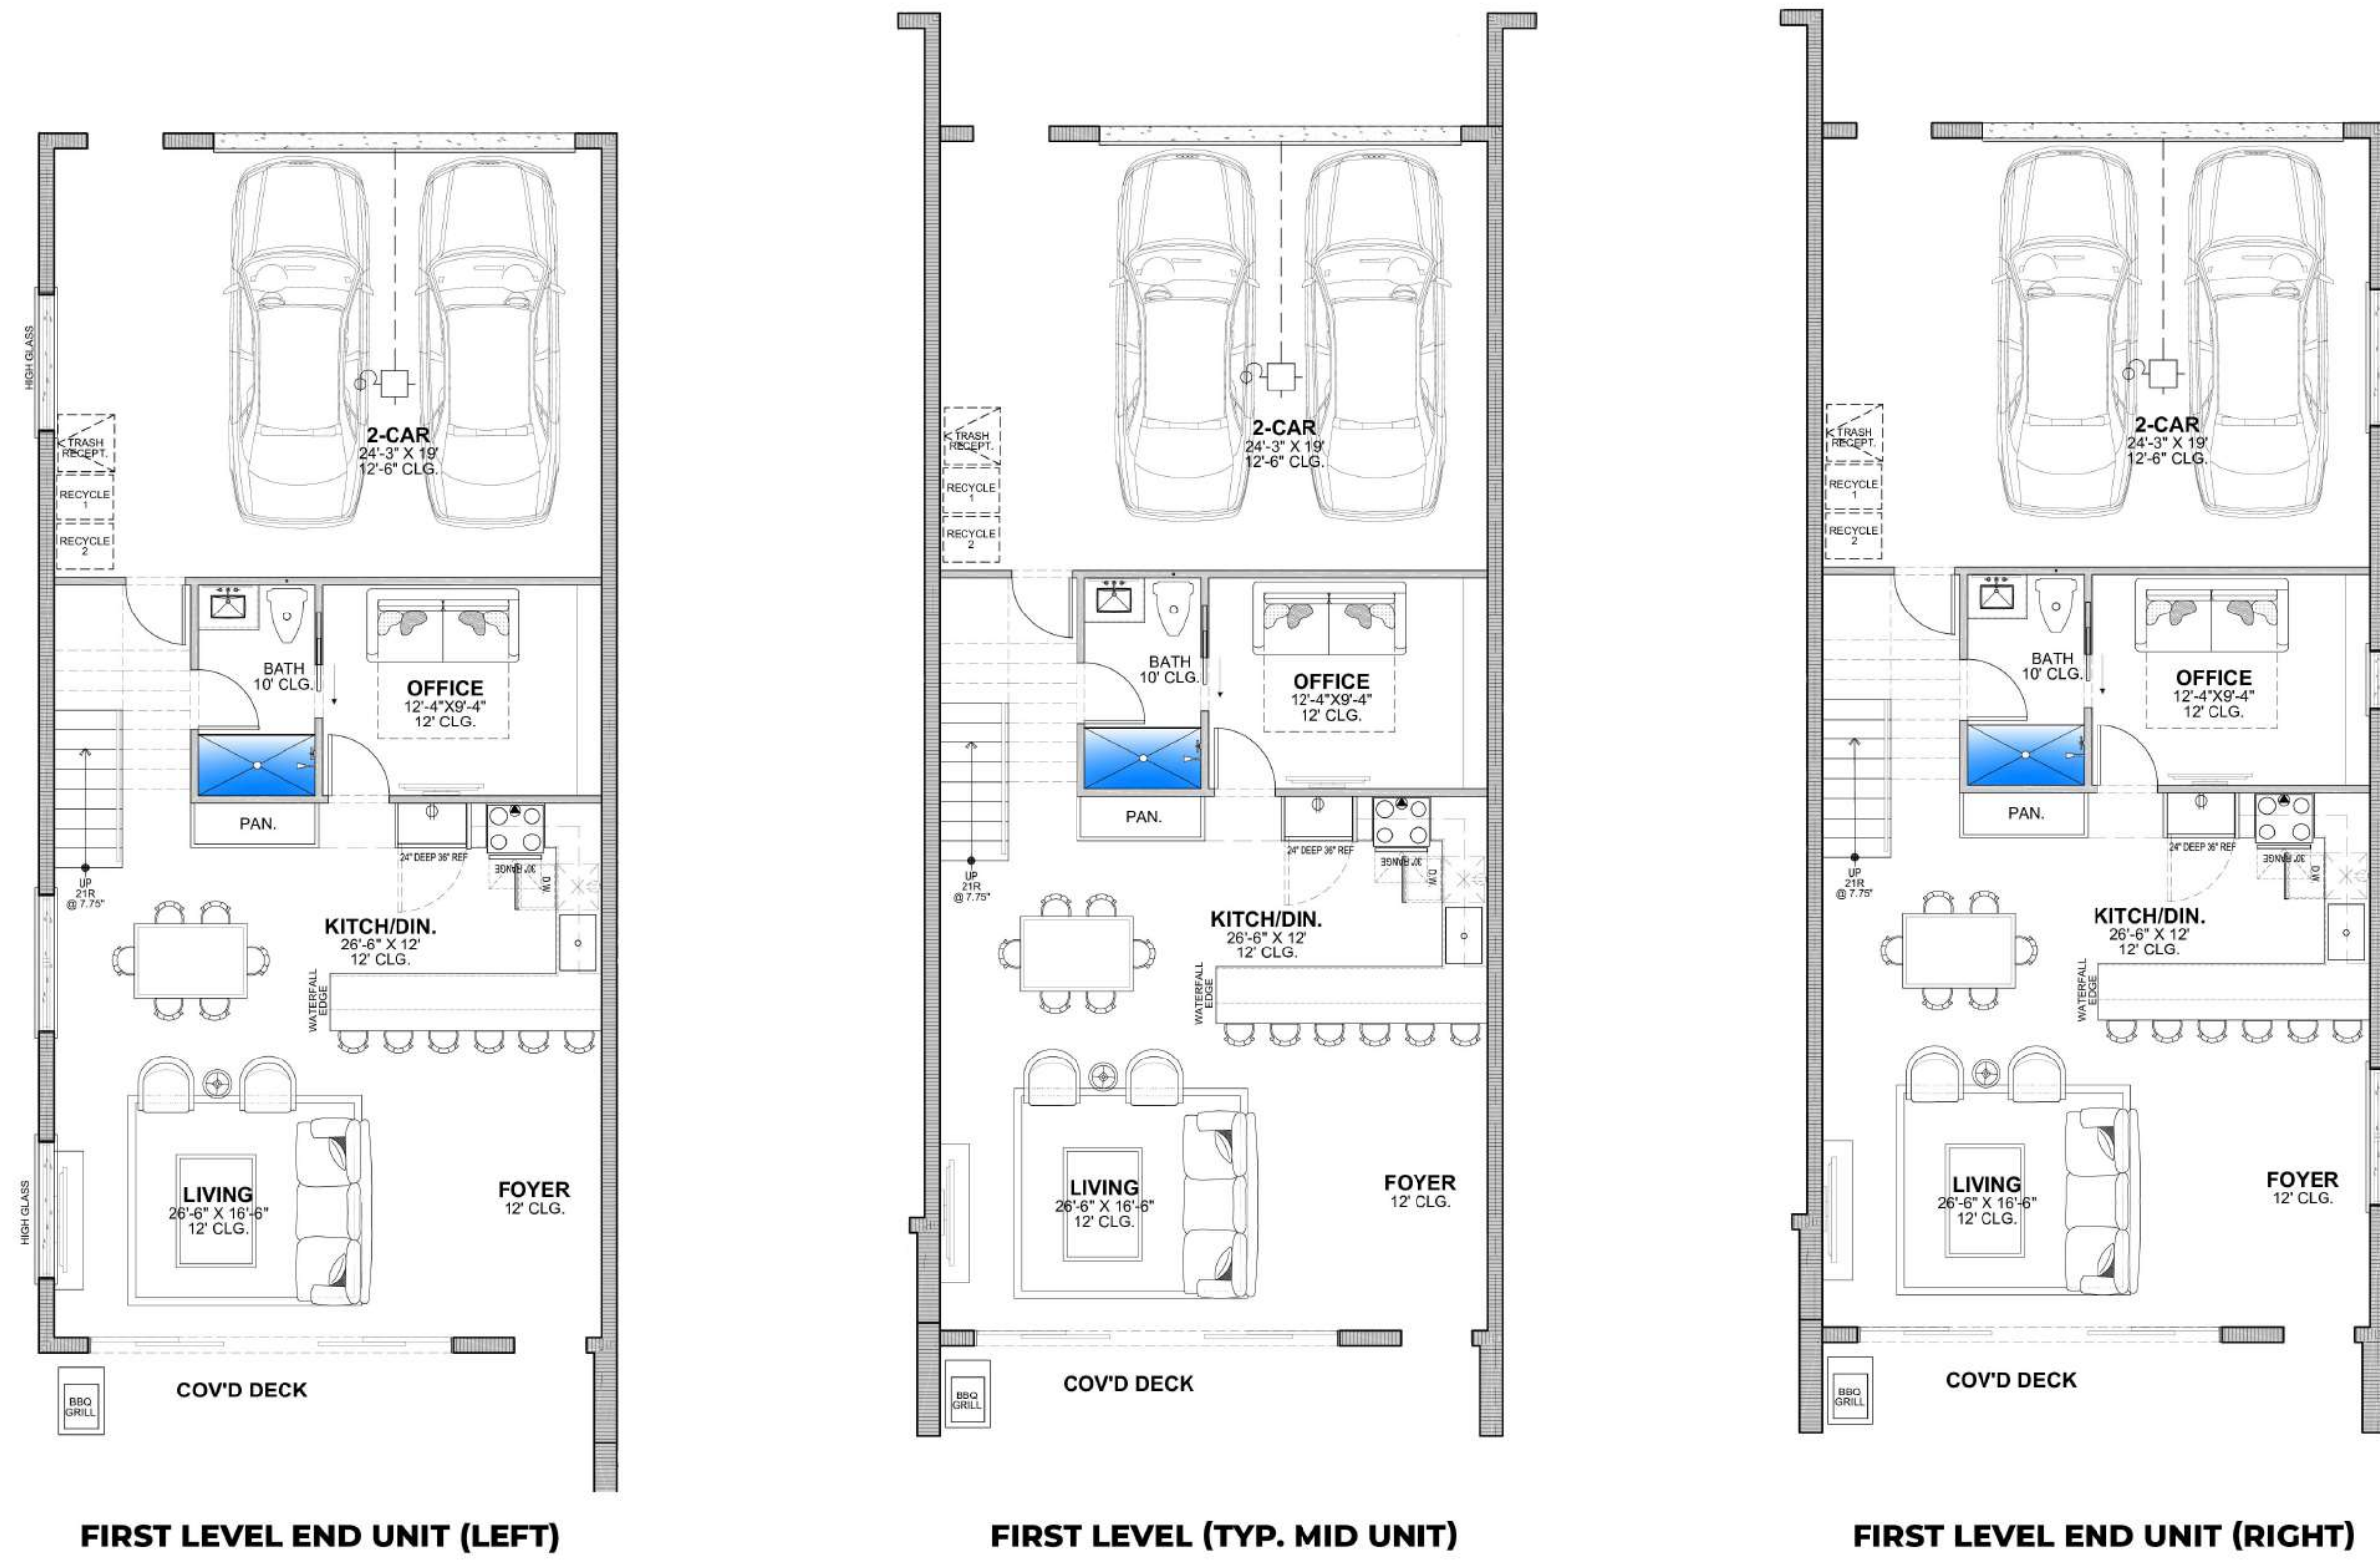 HIGH GLASS
TRASH
RECEPT.
RECYCLE
1
RECYCLE
2
2-CAR
24'-3" X 19'
12'-6" CLG.
BATH
10' CLG.
OFFICE
12'-4"X9'-4"
12' CLG.
PAN.
24" DEEP 36" REF
30" RANGE
D.W.
UP
21R
@ 7.75"
KITCH/DIN.
26'-6" X 12'
12' CLG.
WATERFALL
EDGE
HIGH GLASS
LIVING
26'-6" X 16'-6"
12' CLG.
FOYER
12' CLG.
BBQ
GRILL
COV'D DECK
FIRST LEVEL END UNIT (LEFT)
TRASH
RECEPT.
RECYCLE
1
RECYCLE
2
2-CAR
24'-3" X 19'
12'-6" CLG.
BATH
10' CLG.
OFFICE
12'-4"X9'-4"
12' CLG.
PAN.
24" DEEP 36" REF
30" RANGE
D.W.
UP
21R
@ 7.75"
KITCH/DIN.
26'-6" X 12'
12' CLG.
WATERFALL
EDGE
LIVING
26'-6" X 16'-6"
12' CLG.
FOYER
12' CLG.
BBQ
GRILL
COV'D DECK
FIRST LEVEL (TYP. MID UNIT)
TRASH
RECEPT.
RECYCLE
1
RECYCLE
2
2-CAR
24'-3" X 19'
12'-6" CLG.
BATH
10' CLG.
OFFICE
12'-4"X9'-4"
12' CLG.
PAN.
24" DEEP 36" REF
30" RANGE
D.W.
UP
21R
@ 7.75"
KITCH/DIN.
26'-6" X 12'
12' CLG.
WATERFALL
EDGE
LIVING
26'-6" X 16'-6"
12' CLG.
FOYER
12' CLG.
BBQ
GRILL
COV'D DECK
FIRST LEVEL END UNIT (RIGHT)